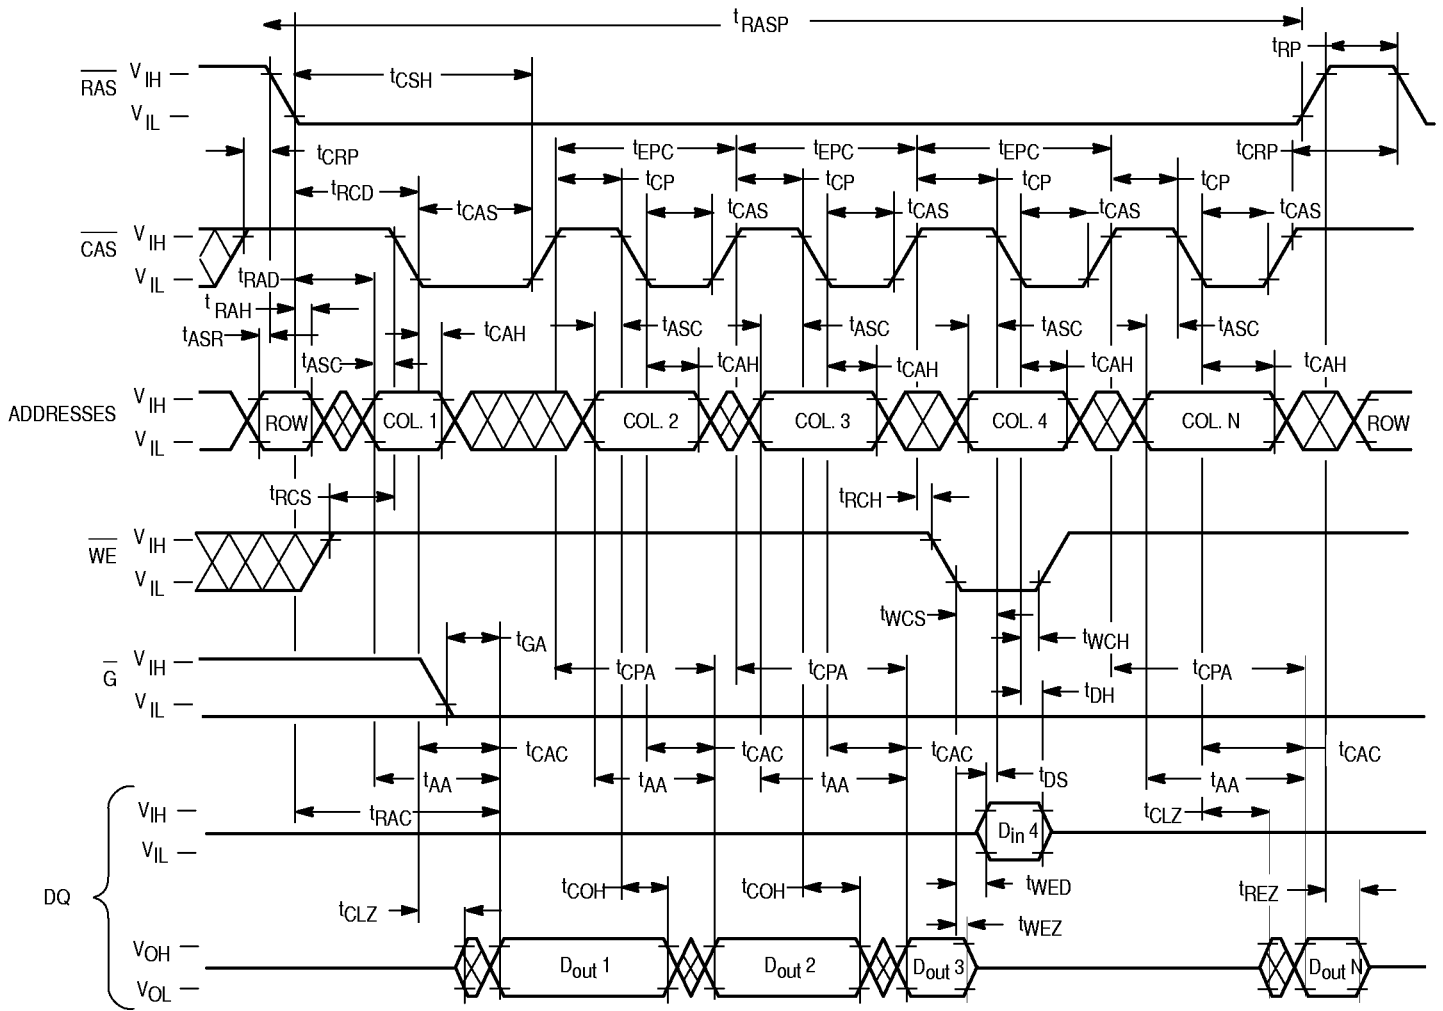 tRASP
tRP
RAS VIH
tCSH
VIL
tCRP tEPC tEPC tEPC tCRP
tRCD tCP tCP tCP tCP
tCAS tCAS tCAS tCAS tCAS
CAS VIH
VIL tRAD
tRAH
tASR tCAH tASC tASC tASC tASC
tASC tCAH tCAH tCAH tCAH
ADDRESSES VIH
ROW COL. 1 COL. 2 COL. 3 COL. 4 COL. N ROW
VIL
tRCS tRCH
WE VIH
VIL
tWCS
tGA tWCH
G VIH tCPA tCPA tCPA
VIL tDH
tCAC tCAC tCAC tCAC
tAA tAA tAA tDS tAA
VIH tRAC tCLZ
Din 4
VIL
DQ tCOH tCOH tWED tREZ
tCLZ tWEZ
VOH
Dout 1 Dout 2 Dout 3 Dout N
VOL